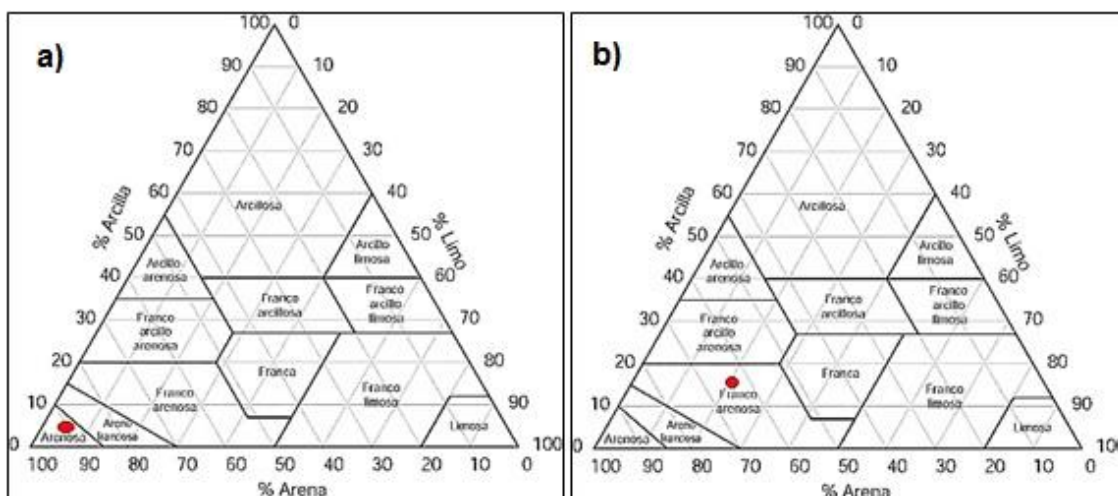 a)
100 0
90 10
80 20
70 30
60 40
% Arcilla
% Limo
Arcillosa
50 50
Arcillo
limosa
Arcillo
arenosa
40 60
Franco
arcillosa
Franco
arcillo
limosa
Franco
arcillo
arenosa
30 70
20 80
Franca
Franco
arenosa
Franco
limosa
10 90
Areno
francosa
Limosa
Arenosa
0 100
100 90 80 70 60 50 40 30 20 10 0
% Arena
b)
100 0
90 10
80 20
70 30
60 40
% Arcilla
% Limo
Arcillosa
50 50
Arcillo
limosa
Arcillo
arenosa
40 60
Franco
arcillosa
Franco
arcillo
limosa
Franco
arcillo
arenosa
30 70
20 80
Franca
Franco
arenosa
Franco
limosa
10 90
Areno
francosa
Limosa
Arenosa
0 100
100 90 80 70 60 50 40 30 20 10 0
% Arena